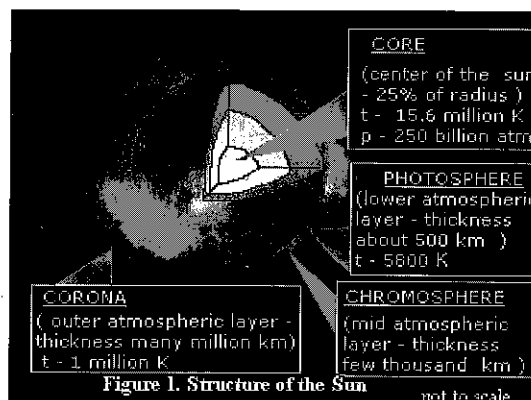 CORE
(center of the sun
- 25% of radius )
t - 15.6 million K
p - 250 billion atm
PHOTOSPHERE
(lower atmospheric
layer - thickness
about 500 km )
t - 5800 K
CHROMOSPHERE
(mid atmospheric
layer - thickness
few thousand km )
CORONA
( outer atmospheric layer -
thickness many million km)
t - 1 million K
Figure 1. Structure of the Sun
not to scale